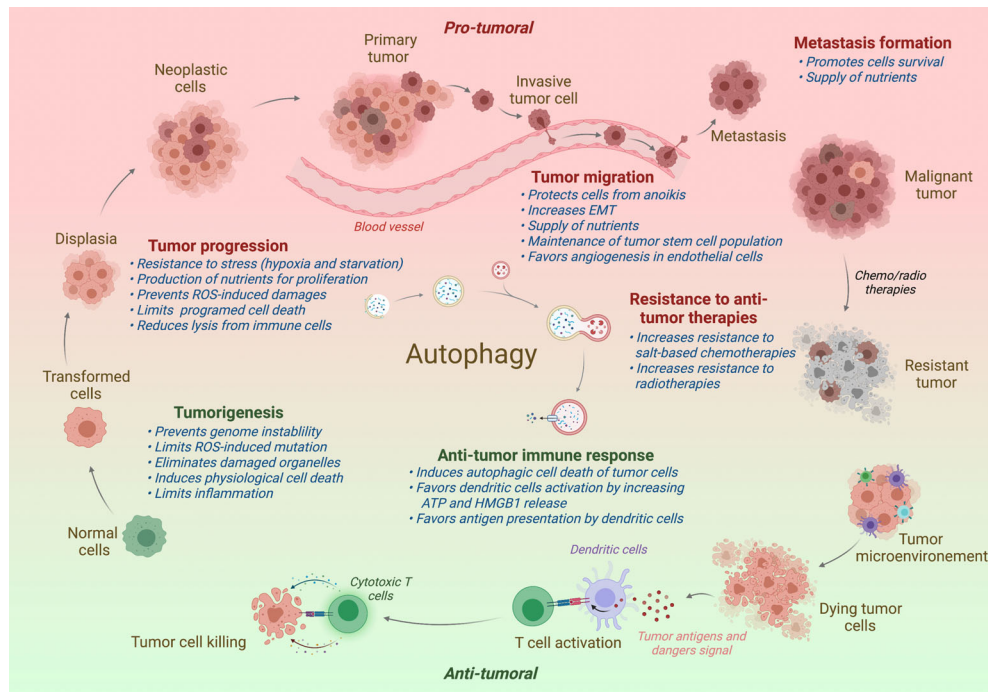 Pro-tumoral
Primary
tumor
Neoplastic
cells
Invasive
tumor cell
Metastasis formation
• Promotes cells survival
• Supply of nutrients
Metastasis
Malignant
tumor
Blood vessel
Tumor migration
• Protects cells from anoikis
• Increases EMT
• Supply of nutrients
• Maintenance of tumor stem cell population
• Favors angiogenesis in endothelial cells
Displasia
Tumor progression
• Resistance to stress (hypoxia and starvation)
• Production of nutrients for proliferation
• Prevents ROS-induced damages
• Limits programed cell death
• Reduces lysis from immune cells
Chemo/radio
therapies
Resistance to anti-
tumor therapies
• Increases resistance to
salt-based chemotherapies
• Increases resistance to
radiotherapies
Autophagy
Resistant
tumor
Transformed
cells
Tumorigenesis
• Prevents genome instablility
• Limits ROS-induced mutation
• Eliminates damaged organelles
• Induces physiological cell death
• Limits inflammation
Anti-tumor immune response
• Induces autophagic cell death of tumor cells
• Favors dendritic cells activation by increasing
ATP and HMGB1 release
• Favors antigen presentation by dendritic cells
Normal
cells
Tumor
microenvironement
Dendritic cells
Cytotoxic T
cells
Dying tumor
cells
Tumor cell killing
T cell activation
Tumor antigens and
dangers signal
Anti-tumoral